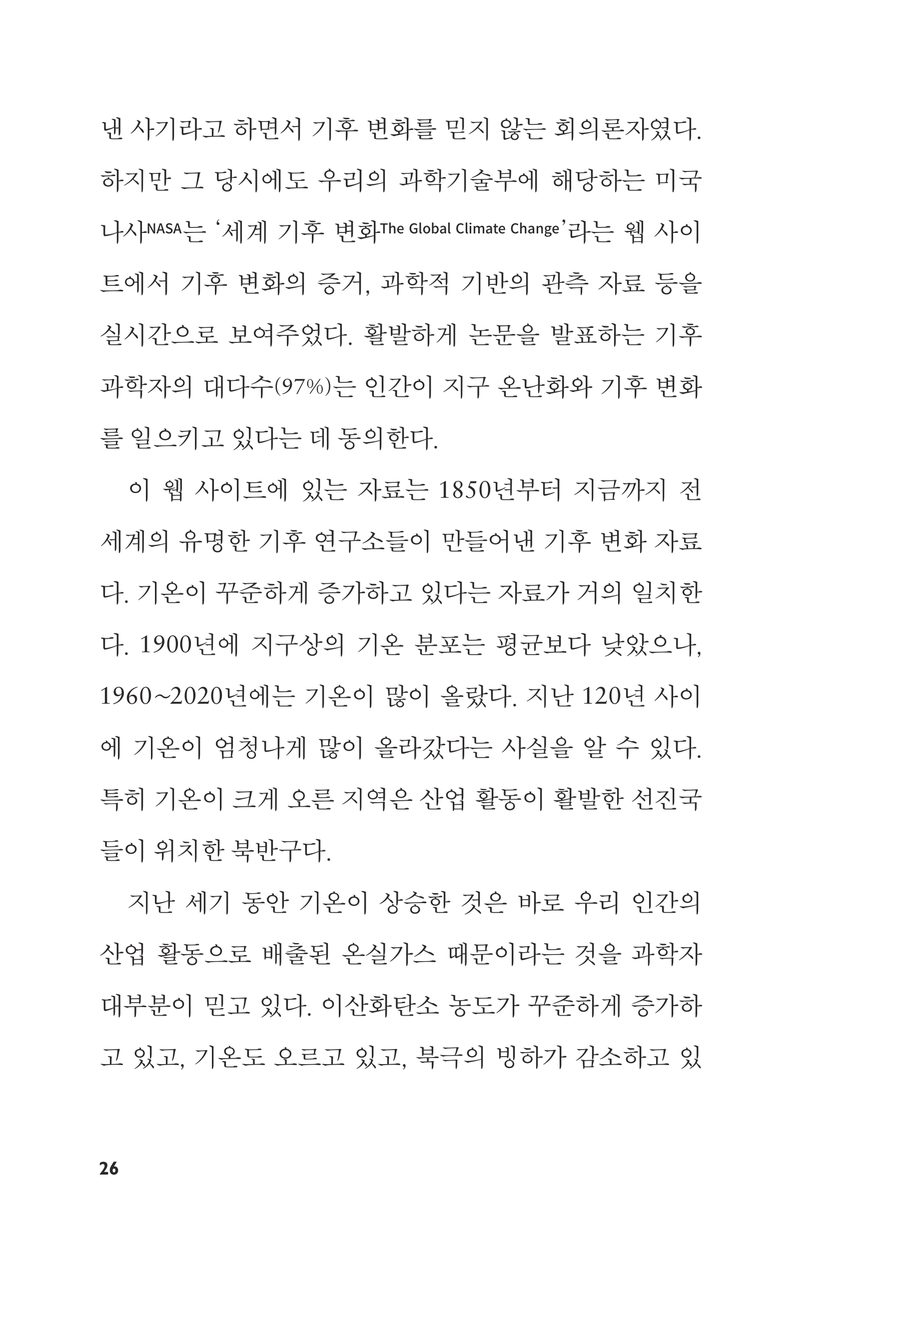 낸 사기라고 하면서 기후 변화를 믿지 않는 회의론자였다.
하지만 그 당시에도 우리의 과학기술부에 해당하는 미국
나사NASA는 ‘세계 기후 변화The Global Climate Change’라는 웹 사이
트에서 기후 변화의 증거, 과학적 기반의 관측 자료 등을
실시간으로 보여주었다. 활발하게 논문을 발표하는 기후
과학자의 대다수(97%)는 인간이 지구 온난화와 기후 변화
를 일으키고 있다는 데 동의한다.
이 웹 사이트에 있는 자료는 1850년부터 지금까지 전
세계의 유명한 기후 연구소들이 만들어낸 기후 변화 자료
다. 기온이 꾸준하게 증가하고 있다는 자료가 거의 일치한
다. 1900년에 지구상의 기온 분포는 평균보다 낮았으나,
1960~2020년에는 기온이 많이 올랐다. 지난 120년 사이
에 기온이 엄청나게 많이 올라갔다는 사실을 알 수 있다.
특히 기온이 크게 오른 지역은 산업 활동이 활발한 선진국
들이 위치한 북반구다.
지난 세기 동안 기온이 상승한 것은 바로 우리 인간의
산업 활동으로 배출된 온실가스 때문이라는 것을 과학자
대부분이 믿고 있다. 이산화탄소 농도가 꾸준하게 증가하
고 있고, 기온도 오르고 있고, 북극의 빙하가 감소하고 있
26